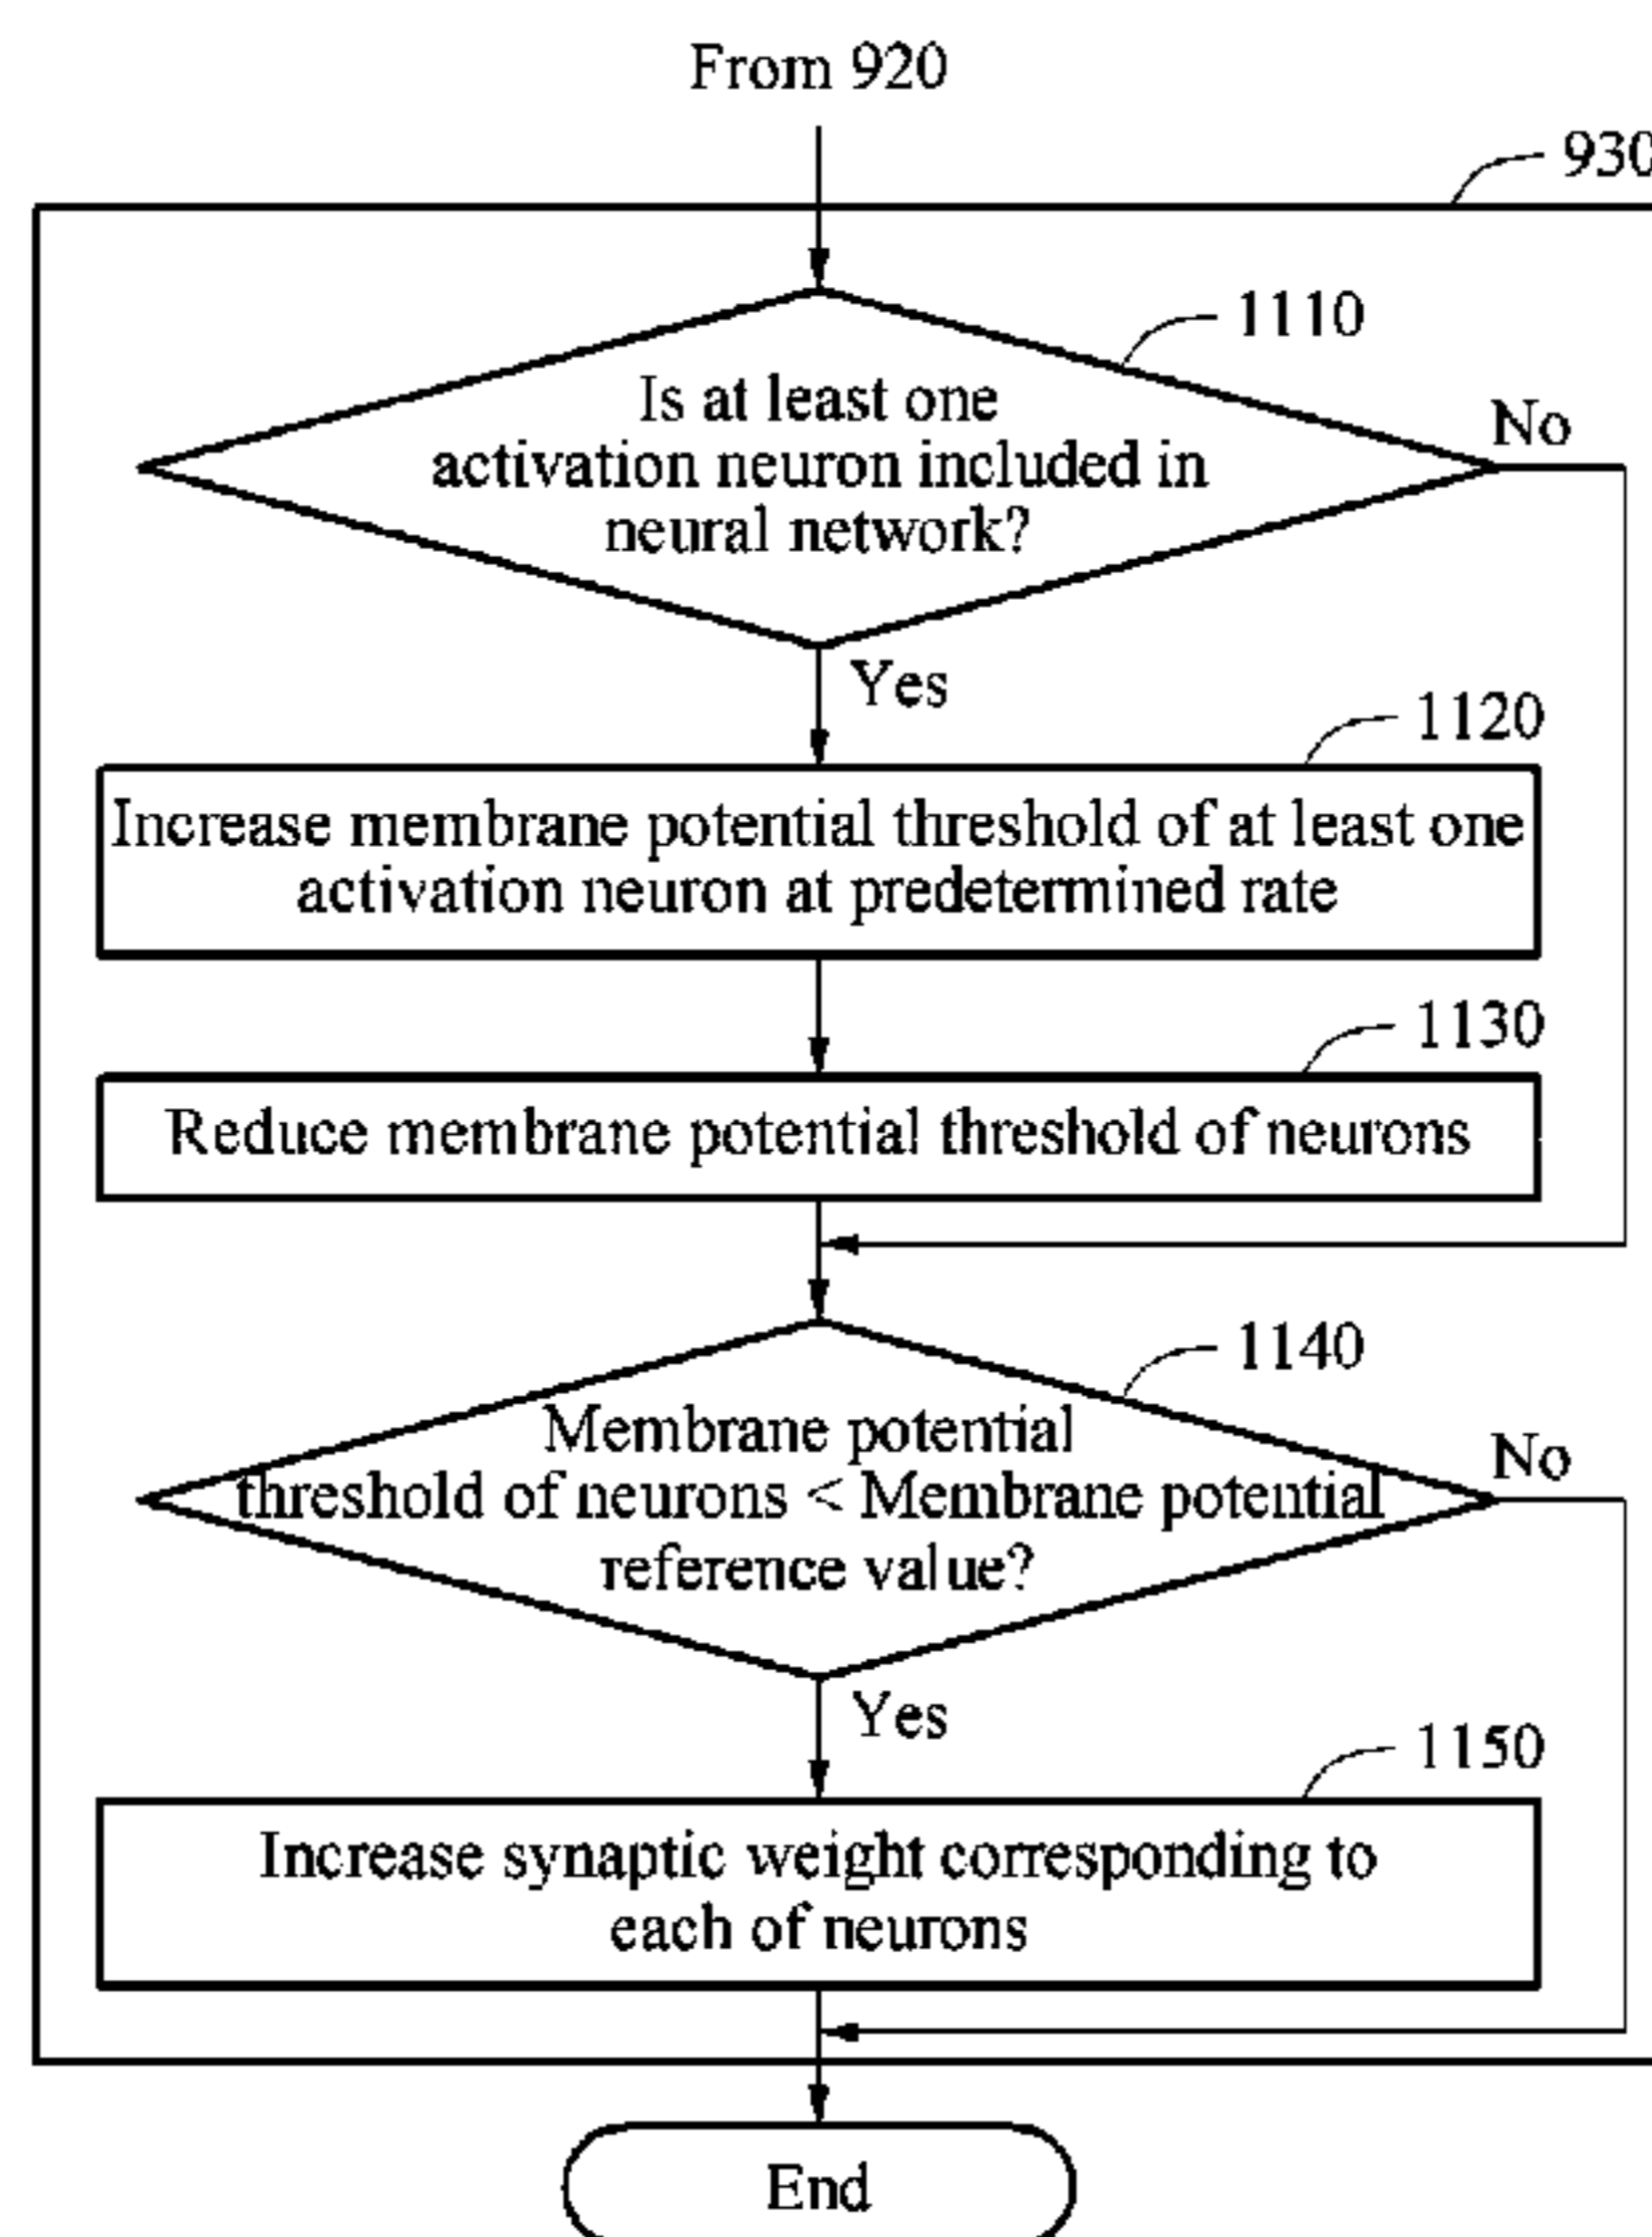 From 920
930
1110
Is at least one
activation neuron included in
neural network?
No
Yes
1120
Increase membrane potential threshold of at least one
activation neuron at predetermined rate
1130
Reduce membrane potential threshold of neurons
1140
Membrane potential
threshold of neurons < Membrane potential
reference value?
No
Yes
1150
Increase synaptic weight corresponding to
each of neurons
End